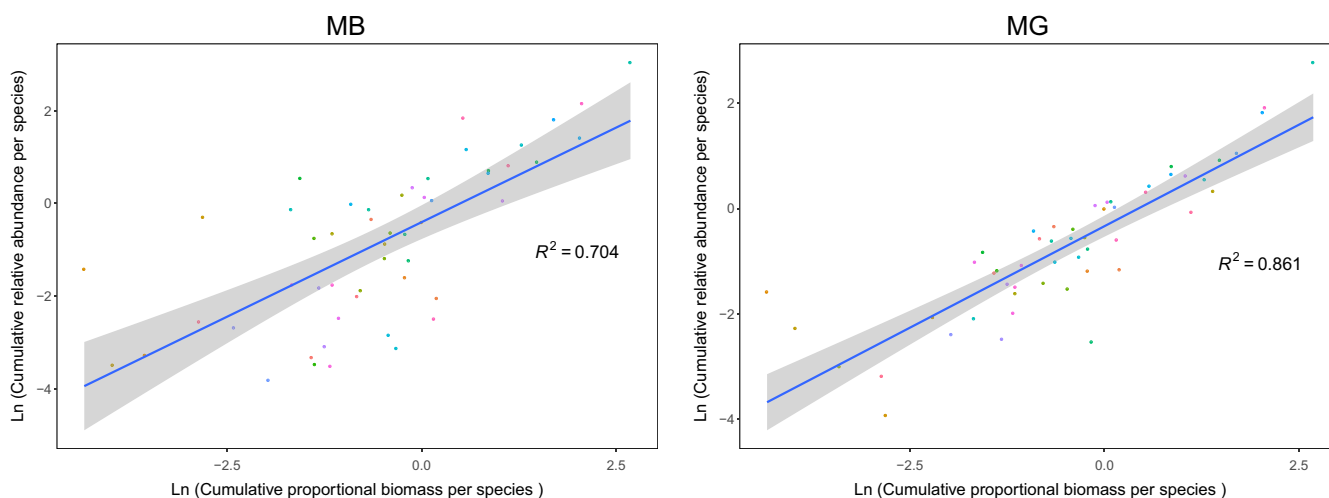 MB
Ln (Cumulative relative abundance per species)
2
0
−2
−4
R² = 0.704
−2.5
0.0
2.5
Ln (Cumulative proportional biomass per species )
MG
Ln (Cumulative relative abundance per species)
2
0
−2
−4
R² = 0.861
−2.5
0.0
2.5
Ln (Cumulative proportional biomass per species )